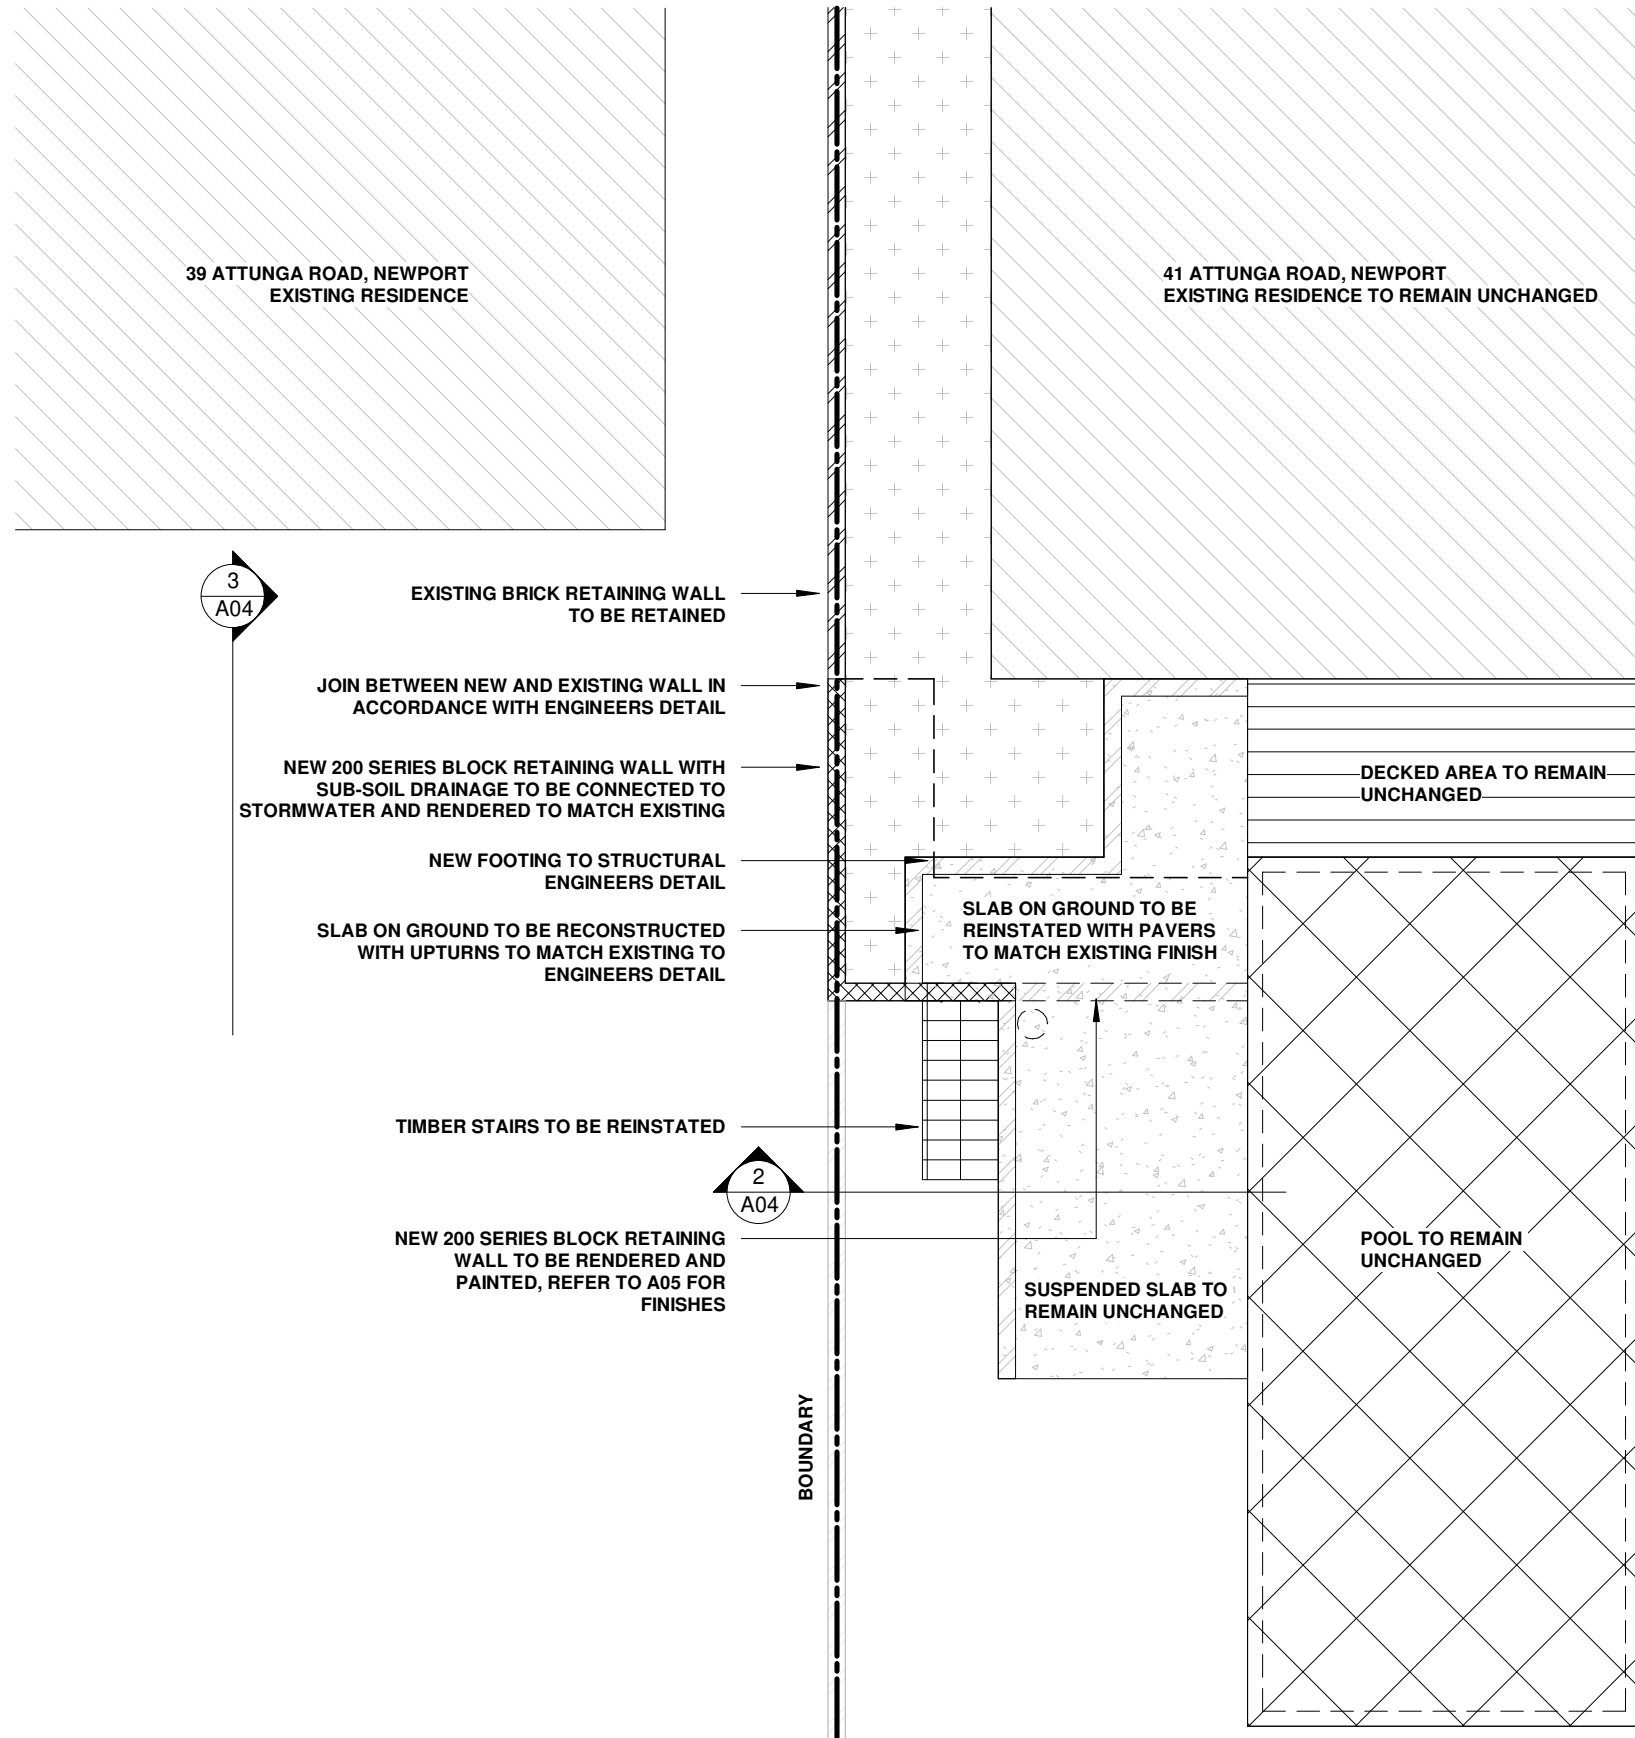 39 ATTUNGA ROAD, NEWPORT
EXISTING RESIDENCE
41 ATTUNGA ROAD, NEWPORT
EXISTING RESIDENCE TO REMAIN UNCHANGED
3
A04
EXISTING BRICK RETAINING WALL
TO BE RETAINED
JOIN BETWEEN NEW AND EXISTING WALL IN
ACCORDANCE WITH ENGINEERS DETAIL
NEW 200 SERIES BLOCK RETAINING WALL WITH
SUB-SOIL DRAINAGE TO BE CONNECTED TO
STORMWATER AND RENDERED TO MATCH EXISTING
DECKED AREA TO REMAIN
UNCHANGED
NEW FOOTING TO STRUCTURAL
ENGINEERS DETAIL
SLAB ON GROUND TO BE RECONSTRUCTED
WITH UPTURNS TO MATCH EXISTING TO
ENGINEERS DETAIL
SLAB ON GROUND TO BE
REINSTATED WITH PAVERS
TO MATCH EXISTING FINISH
TIMBER STAIRS TO BE REINSTATED
2
A04
NEW 200 SERIES BLOCK RETAINING
WALL TO BE RENDERED AND
PAINTED, REFER TO A05 FOR
FINISHES
POOL TO REMAIN
UNCHANGED
SUSPENDED SLAB TO
REMAIN UNCHANGED
BOUNDARY